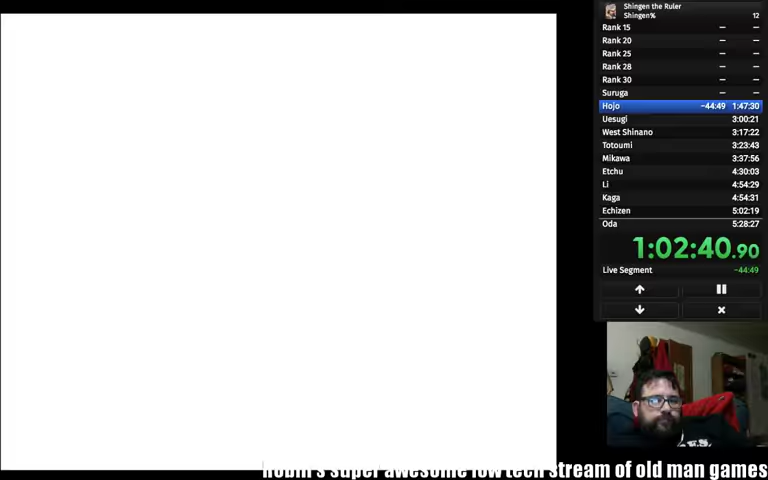 Shingen the Ruler
Shingen% 12
Rank 15 — —
Rank 20 — —
Rank 25 — —
Rank 28 — —
Rank 30 — —
Suruga — —
Hojo −44:49 1:47:30
Uesugi 3:00:21
West Shinano 3:17:22
Totoumi 3:23:43
Mikawa 3:37:56
Etchu 4:30:03
Li 4:54:29
Kaga 4:54:31
Echizen 5:02:19
Oda 5:28:27
1:02:40.90
Live Segment −44:49
robin's super awesome low tech stream of old man games